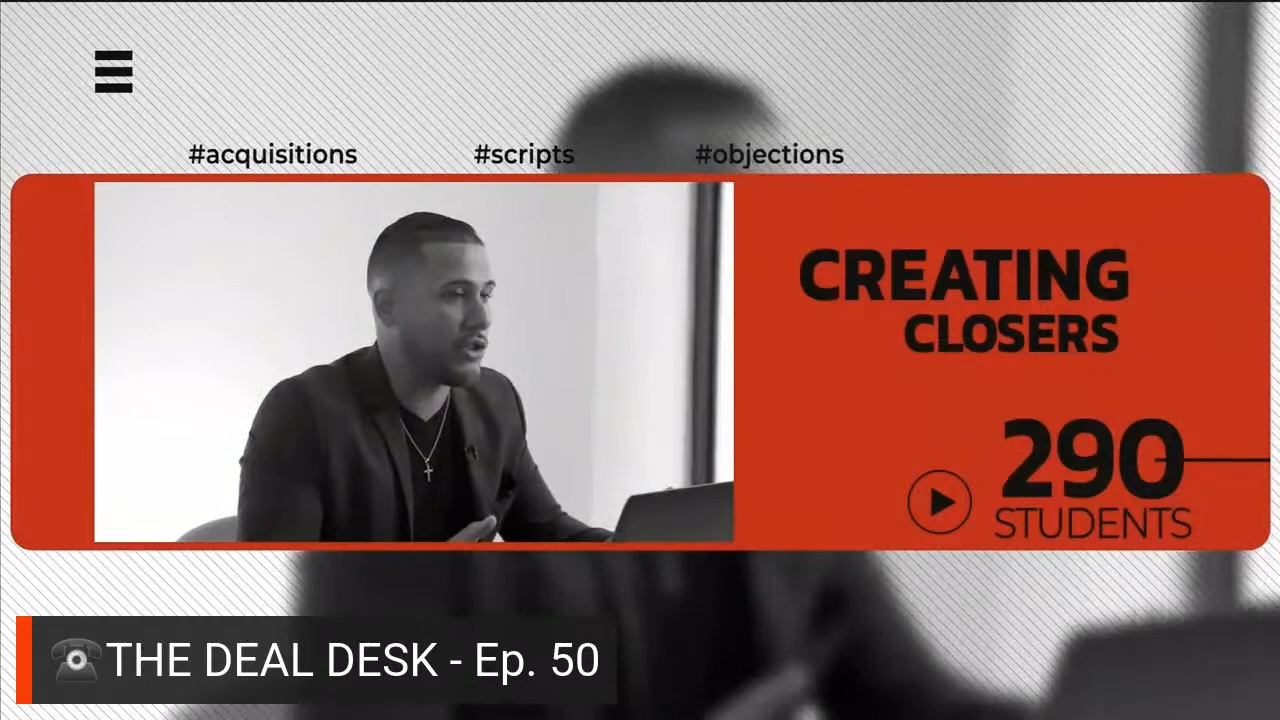 #acquisitions #scripts #objections
CREATING
CLOSERS
290
STUDENTS
☎THE DEAL DESK - Ep. 50